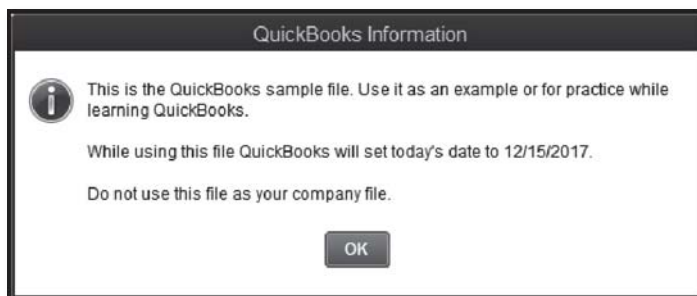 QuickBooks Information
This is the QuickBooks sample file. Use it as an example or for practice while
learning QuickBooks.
While using this file QuickBooks will set today's date to 12/15/2017.
Do not use this file as your company file.
OK